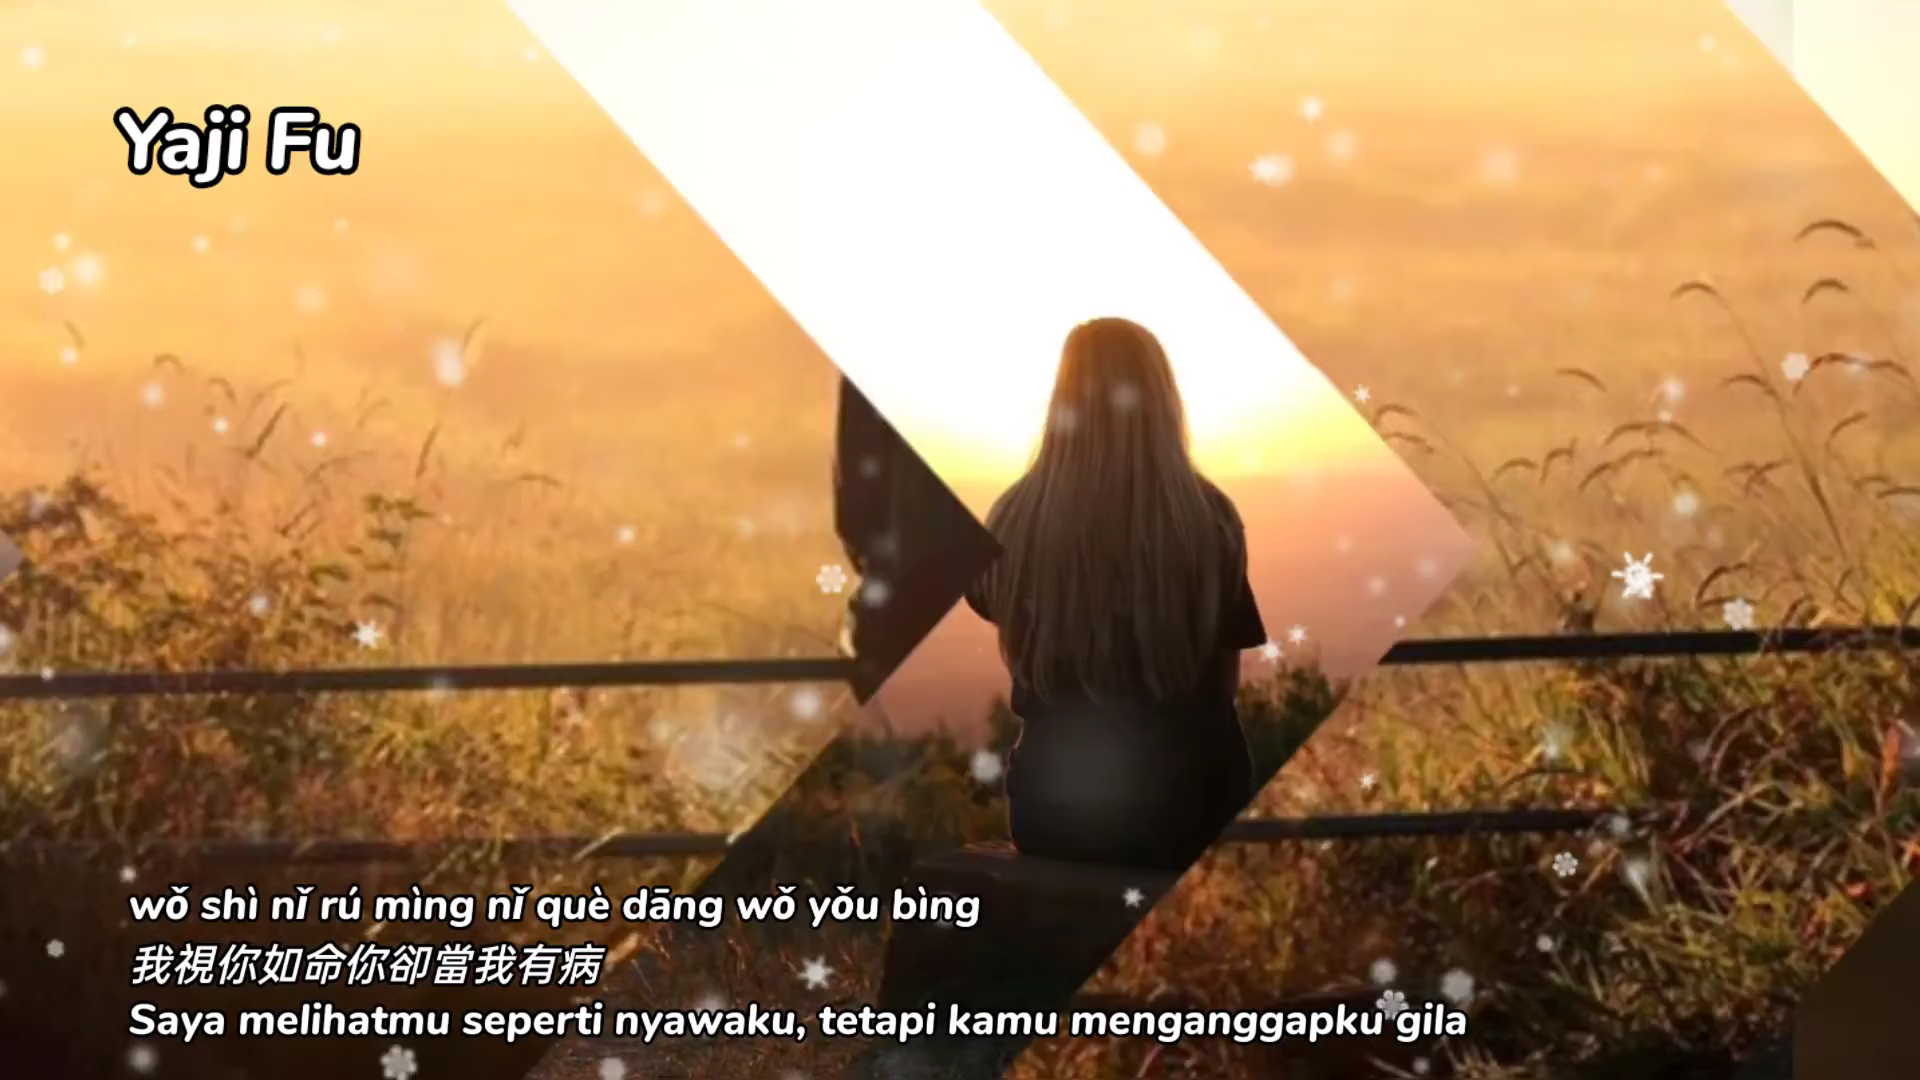 Yaji Fu
wǒ shì nǐ rú mìng nǐ què dāng wǒ yǒu bìng
我視你如命你卻當我有病
Saya melihatmu seperti nyawaku, tetapi kamu menganggapku gila